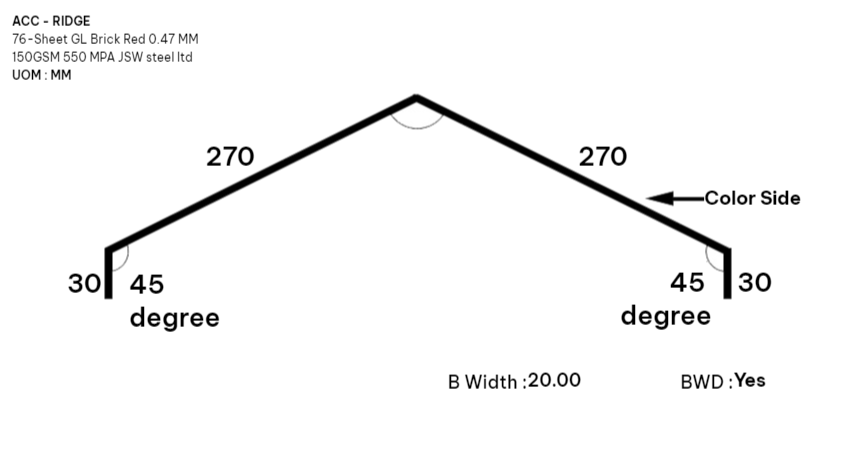 ACC - RIDGE
76-Sheet GL Brick Red 0.47 MM
150GSM 550 MPA JSW steel ltd
UOM : MM
270
270
Color Side
30
45
degree
45
degree
30
B Width :20.00
BWD :Yes